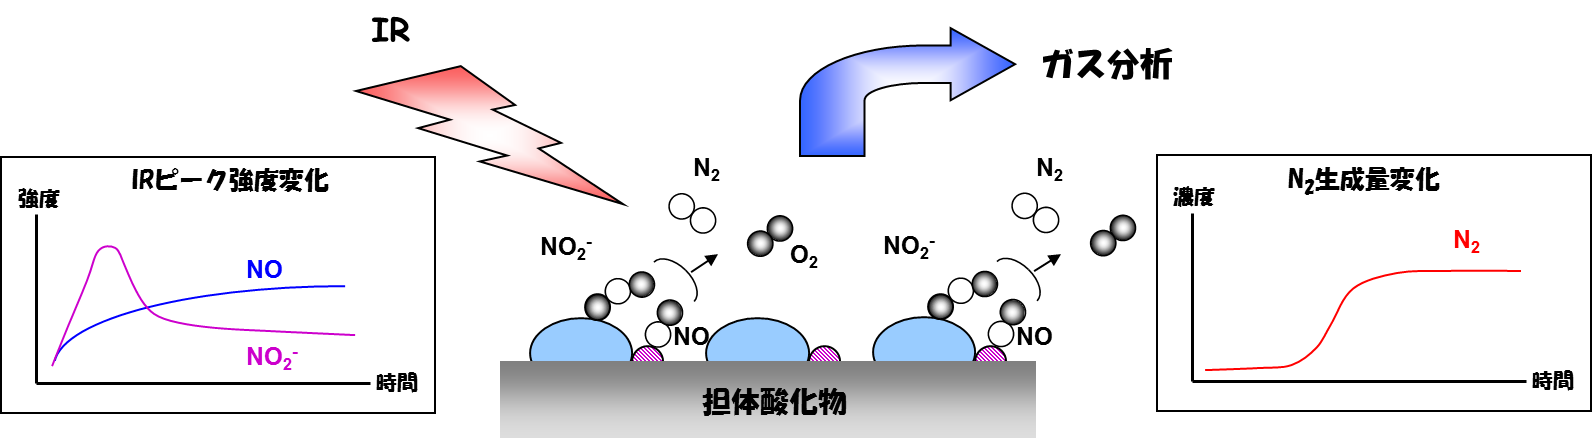 IR
ガス分析
IRピーク強度変化
強度
NO
NO₂⁻
時間
N₂
NO₂⁻
O₂
NO
N₂
NO₂⁻
NO
担体酸化物
N₂生成量変化
濃度
N₂
時間